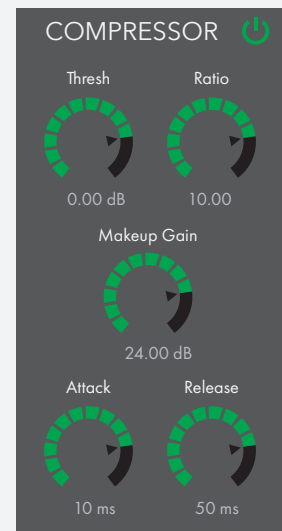 COMPRESSOR
Thresh Ratio
0.00 dB 10.00
Makeup Gain
24.00 dB
Attack Release
10 ms 50 ms